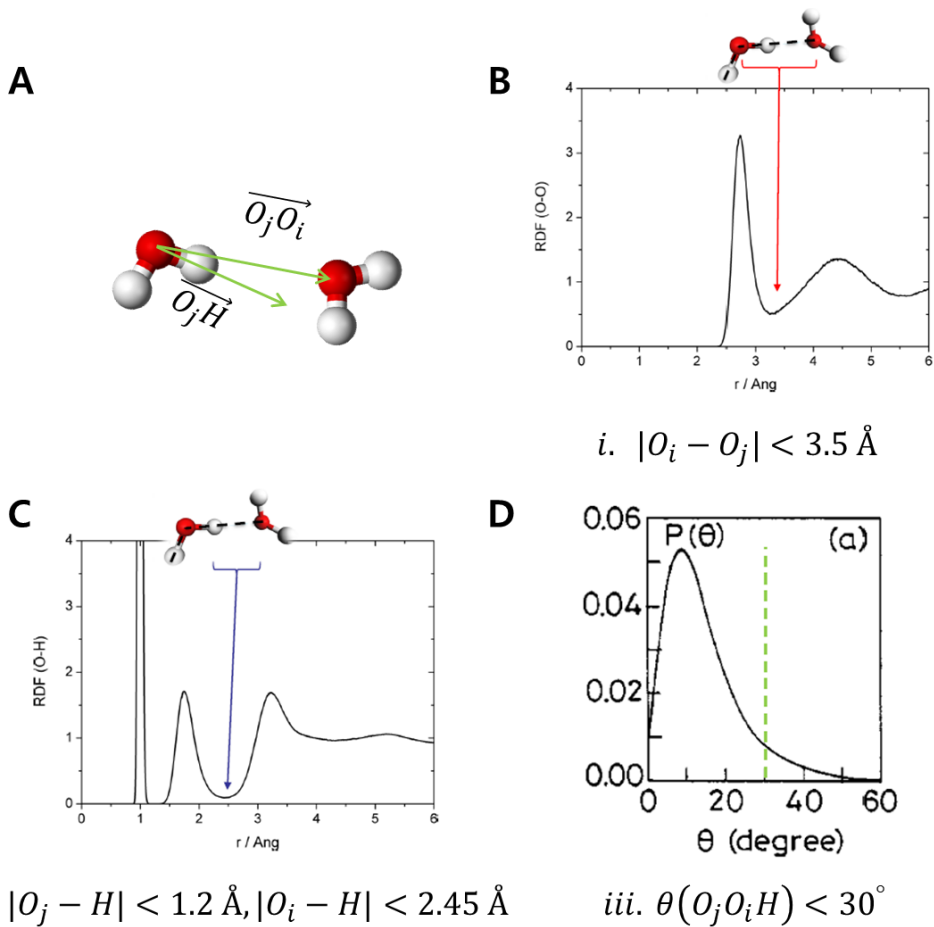 A
$\overrightarrow{O_jO_i}$
$\overrightarrow{O_jH}$
B
4
3
2
1
0
RDF (O-O)
0 1 2 3 4 5 6
r / Ang
i. |O_i − O_j| < 3.5 Å
C
4
3
2
1
0
RDF (O-H)
0 1 2 3 4 5 6
r / Ang
|O_j − H| < 1.2 Å, |O_i − H| < 2.45 Å
D
P(θ) (a)
0.06
0.04
0.02
0.00
0 20 40 60
θ (degree)
iii. θ(O_jO_iH) < 30°